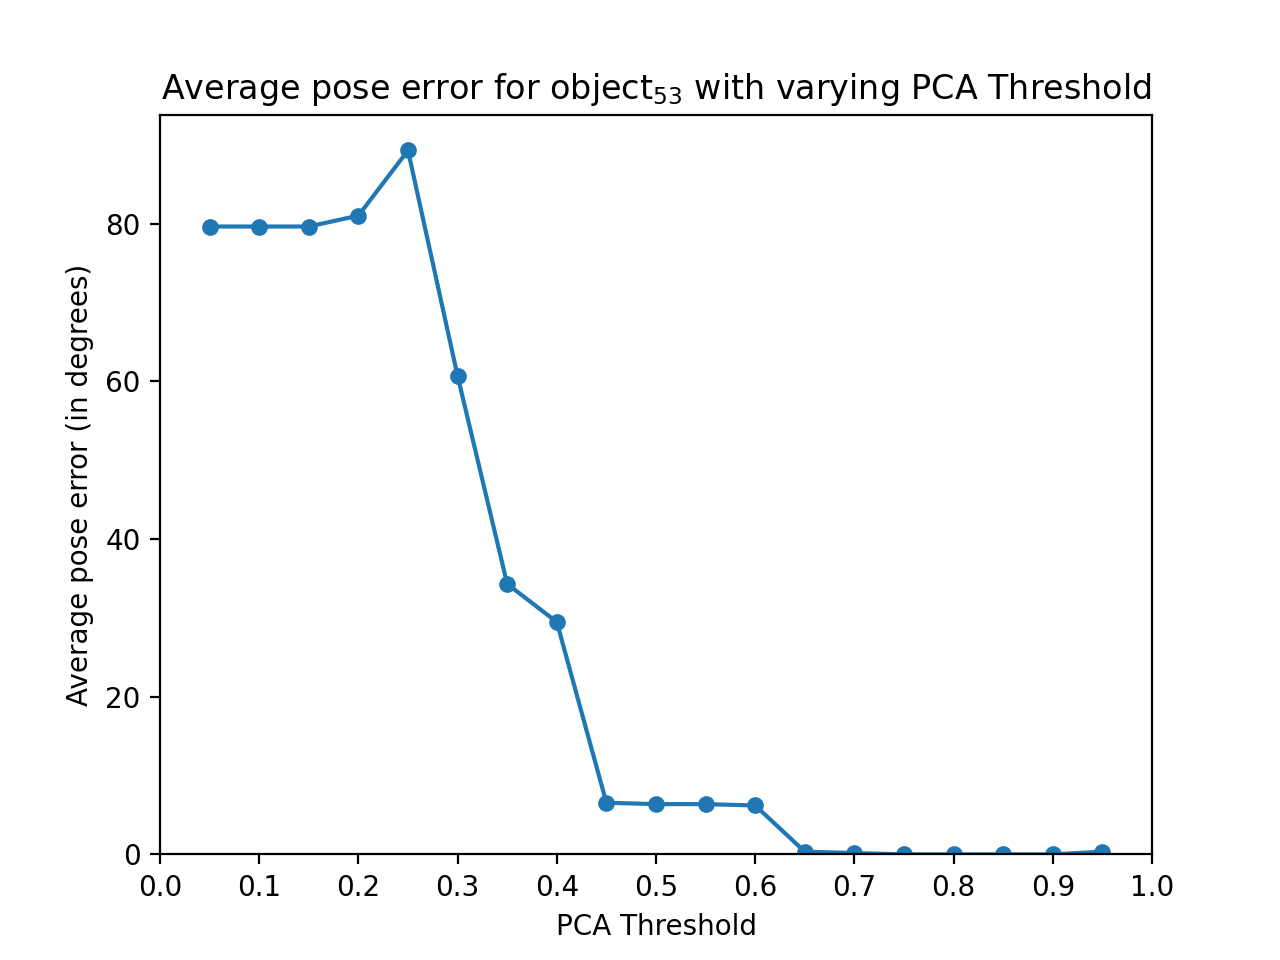 Average pose error for object₅₃ with varying PCA Threshold
Average pose error (in degrees)
80
60
40
20
0
0.0 0.1 0.2 0.3 0.4 0.5 0.6 0.7 0.8 0.9 1.0
PCA Threshold